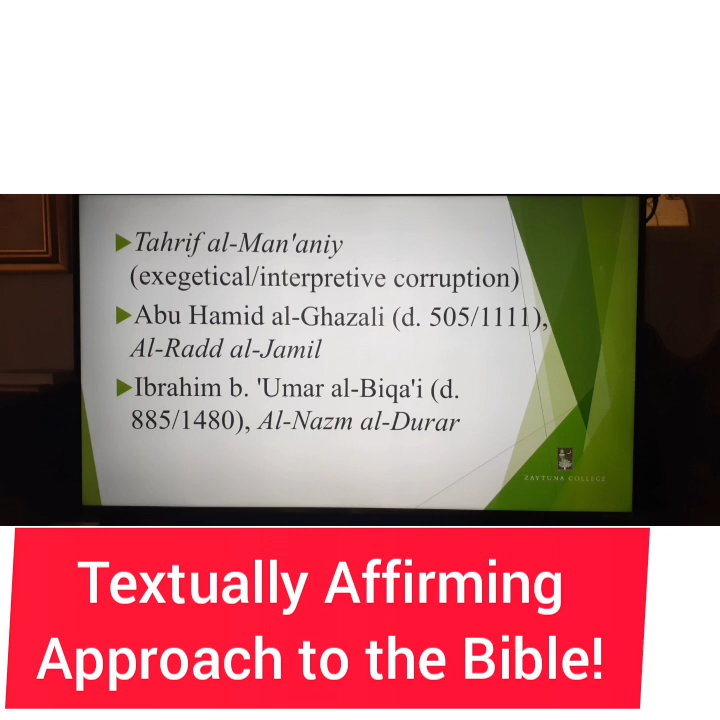 Tahrif al-Man'aniy
(exegetical/interpretive corruption)
Abu Hamid al-Ghazali (d. 505/1111),
Al-Radd al-Jamil
Ibrahim b. 'Umar al-Biqa'i (d.
885/1480), Al-Nazm al-Durar
ZAYTUNA COLLEGE
Textually Affirming
Approach to the Bible!